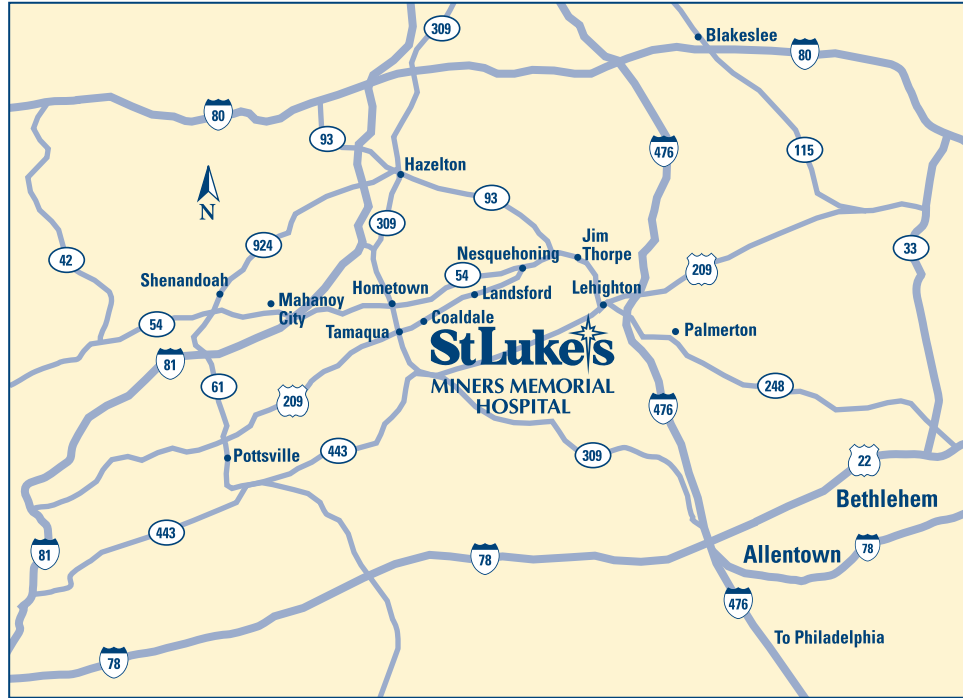 309
Blakeslee
80
80
93
476
115
Hazelton
N
93
309
924
33
42
Jim
Thorpe
Nesquehoning
209
54
Shenandoah
Hometown
Landsford
Lehighton
Mahanoy
City
54
Coaldale
Tamaqua
Palmerton
St Luke's
MINERS MEMORIAL
HOSPITAL
81
61
248
209
476
443
Pottsville
309
22
Bethlehem
443
81
78
Allentown
78
476
To Philadelphia
78